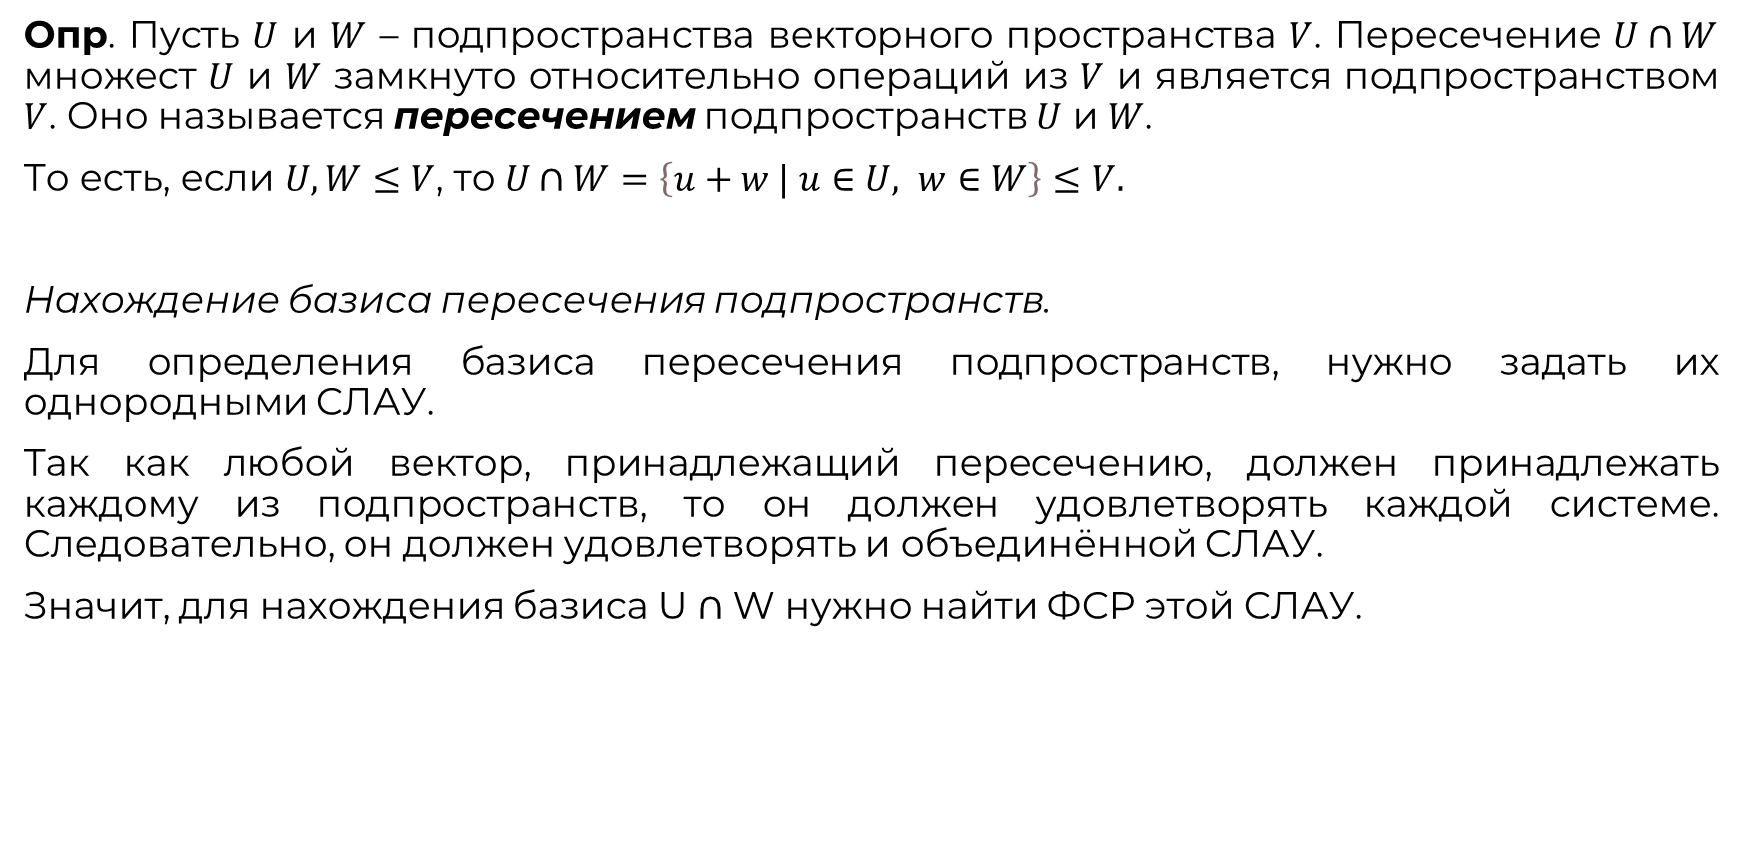 Опр. Пусть U и W – подпространства векторного пространства V. Пересечение U ∩ W
множест U и W замкнуто относительно операций из V и является подпространством
V. Оно называется пересечением подпространств U и W.
То есть, если U, W ≤ V, то U ∩ W = {u + w | u ∈ U, w ∈ W} ≤ V.
Нахождение базиса пересечения подпространств.
Для определения базиса пересечения подпространств, нужно задать их
однородными СЛАУ.
Так как любой вектор, принадлежащий пересечению, должен принадлежать
каждому из подпространств, то он должен удовлетворять каждой системе.
Следовательно, он должен удовлетворять и объединённой СЛАУ.
Значит, для нахождения базиса U ∩ W нужно найти ФСР этой СЛАУ.